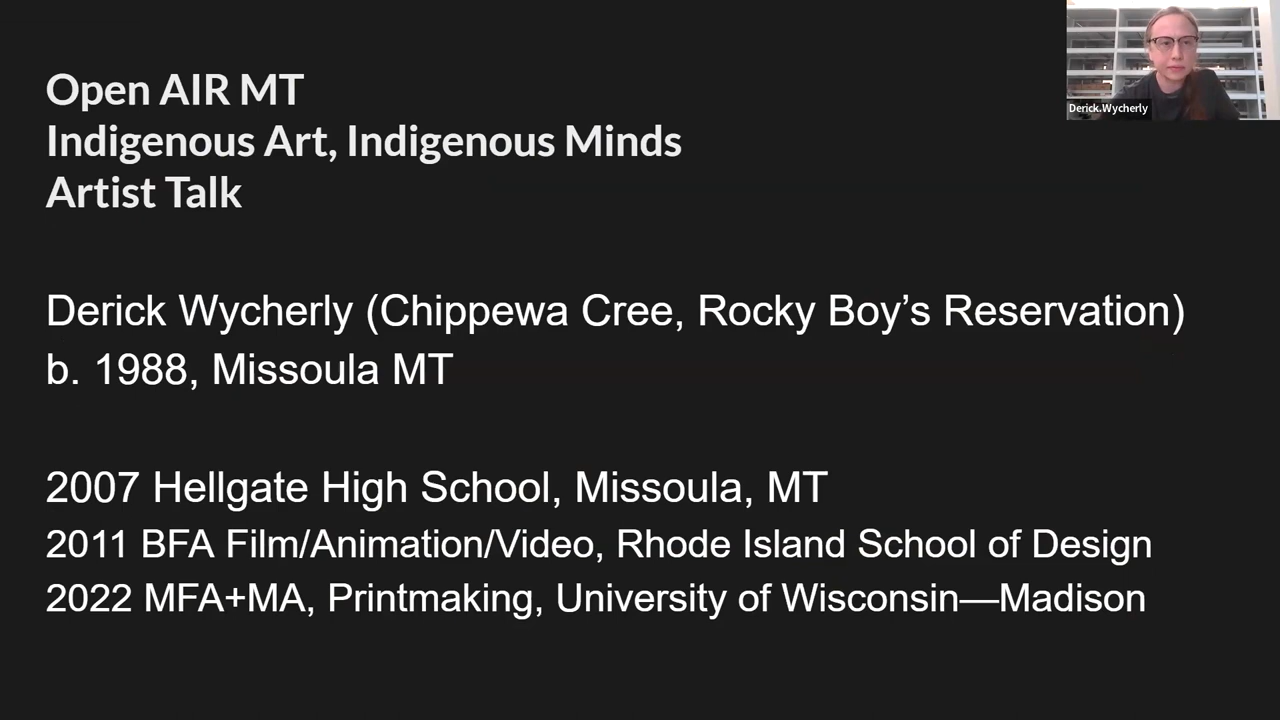 Open AIR MT
Indigenous Art, Indigenous Minds
Artist Talk
Derick Wycherly (Chippewa Cree, Rocky Boy’s Reservation)
b. 1988, Missoula MT
2007 Hellgate High School, Missoula, MT
2011 BFA Film/Animation/Video, Rhode Island School of Design
2022 MFA+MA, Printmaking, University of Wisconsin—Madison
Derick.Wycherly